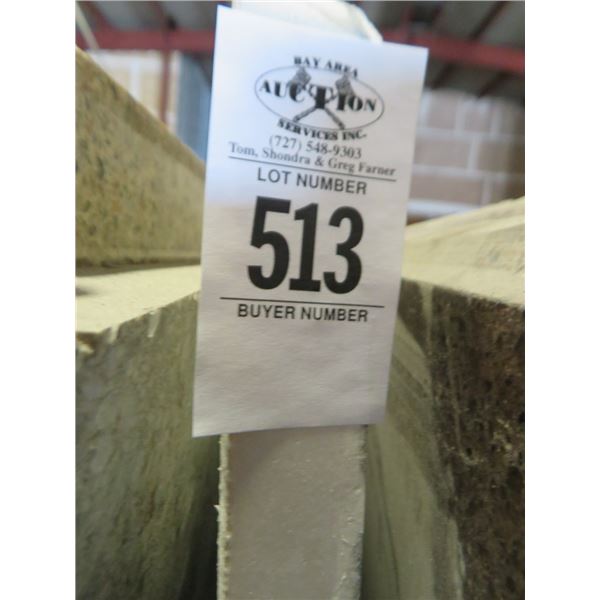 BAY AREA
AUCTION
SERVICES INC.
(727) 548-9303
Tom, Shondra & Greg Farner
LOT NUMBER
513
BUYER NUMBER